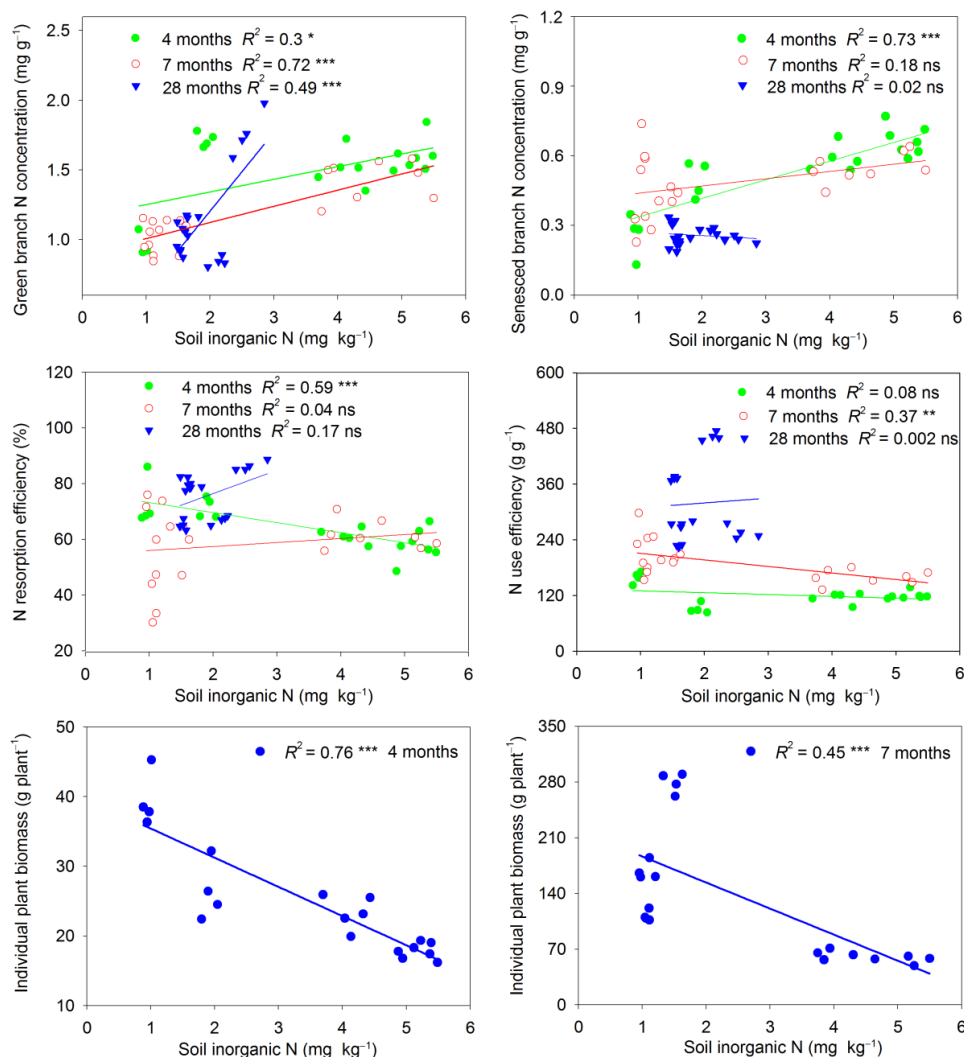 Green branch N concentration (mg g⁻¹)
2.5
2.0
1.5
1.0
4 months R² = 0.3 *
7 months R² = 0.72 ***
28 months R² = 0.49 ***
0 1 2 3 4 5 6
Soil inorganic N (mg kg⁻¹)
Senesced branch N concentration (mg g⁻¹)
1.2
0.9
0.6
0.3
0.0
4 months R² = 0.73 ***
7 months R² = 0.18 ns
28 months R² = 0.02 ns
0 1 2 3 4 5 6
Soil inorganic N (mg kg⁻¹)
N resorption efficiency (%)
120
100
80
60
40
20
4 months R² = 0.59 ***
7 months R² = 0.04 ns
28 months R² = 0.17 ns
0 1 2 3 4 5 6
Soil inorganic N (mg kg⁻¹)
N use efficiency (g g⁻¹)
600
480
360
240
120
0
4 months R² = 0.08 ns
7 months R² = 0.37 **
28 months R² = 0.002 ns
0 1 2 3 4 5 6
Soil inorganic N (mg kg⁻¹)
Individual plant biomass (g plant⁻¹)
50
40
30
20
10
R² = 0.76 *** 4 months
0 1 2 3 4 5 6
Soil inorganic N (mg kg⁻¹)
Individual plant biomass (g plant⁻¹)
350
280
210
140
70
0
R² = 0.45 *** 7 months
0 1 2 3 4 5 6
Soil inorganic N (mg kg⁻¹)